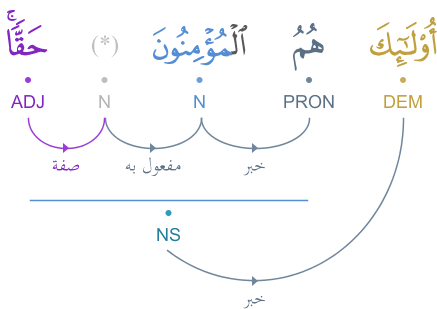 أُو۟لَـٰٓئِكَ هُمُ ٱلْمُؤْمِنُونَ (*) حَقًّا ۚ
DEM PRON N N ADJ
خبر مفعول به صفة
NS
خبر